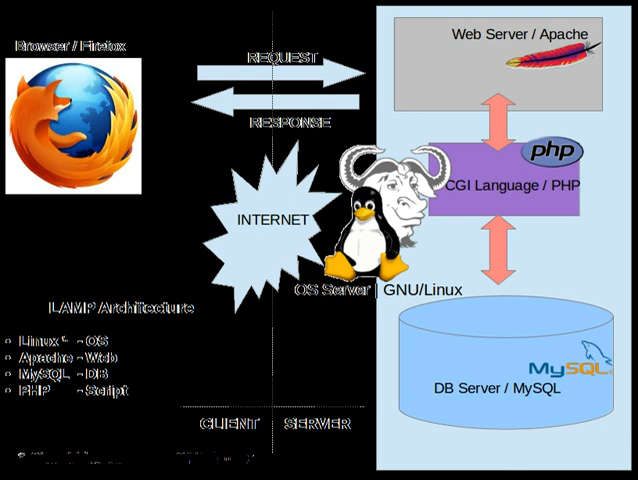 Browser / Firefox
REQUEST
RESPONSE
INTERNET
Web Server / Apache
php
CGI Language / PHP
OS Server | GNU/Linux
MySQL
DB Server / MySQL
LAMP Architecture
• Linux - OS
• Apache - Web
• MySQL - DB
• PHP - Script
CLIENT
SERVER